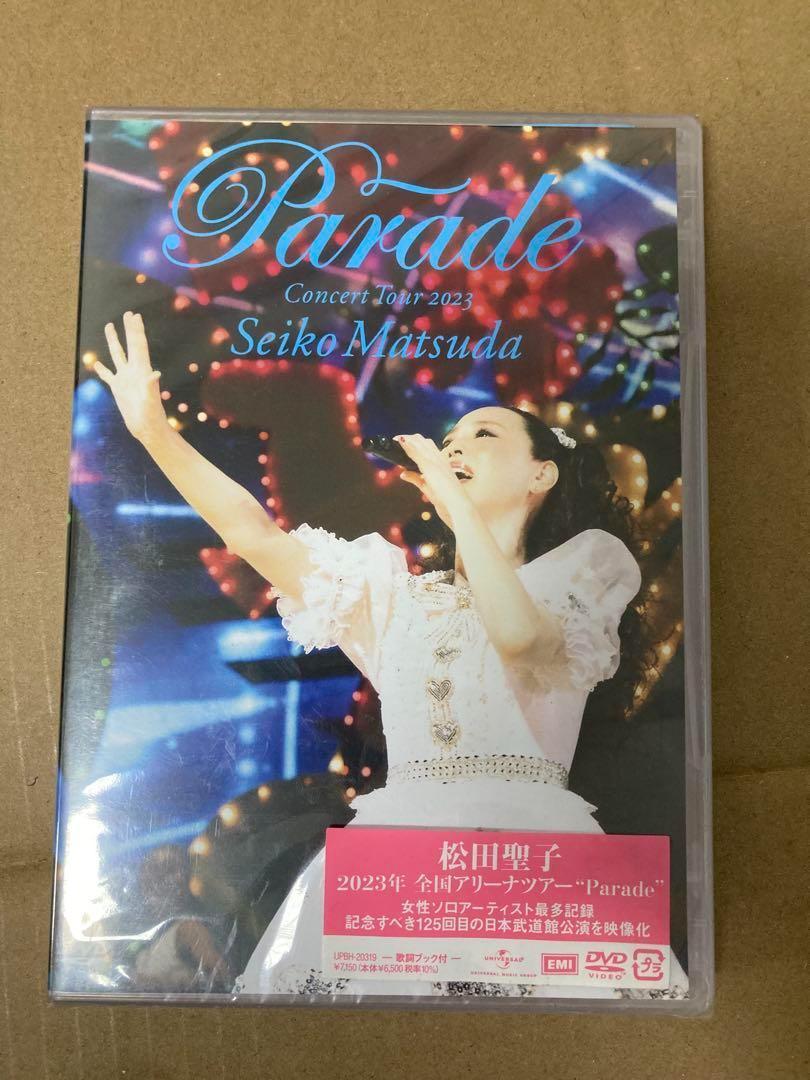 Parade
Concert Tour 2023
Seiko Matsuda
松田聖子
2023年 全国アリーナツアー“Parade”
女性ソロアーティスト最多記録
記念すべき125回目の日本武道館公演を映像化
UPBH-20319 ― 歌詞ブック付 ―
¥7,150(本体¥6,500 税率10%)
UNIVERSAL
UNIVERSAL MUSIC GROUP
EMI
DVD
VIDEO
プラ